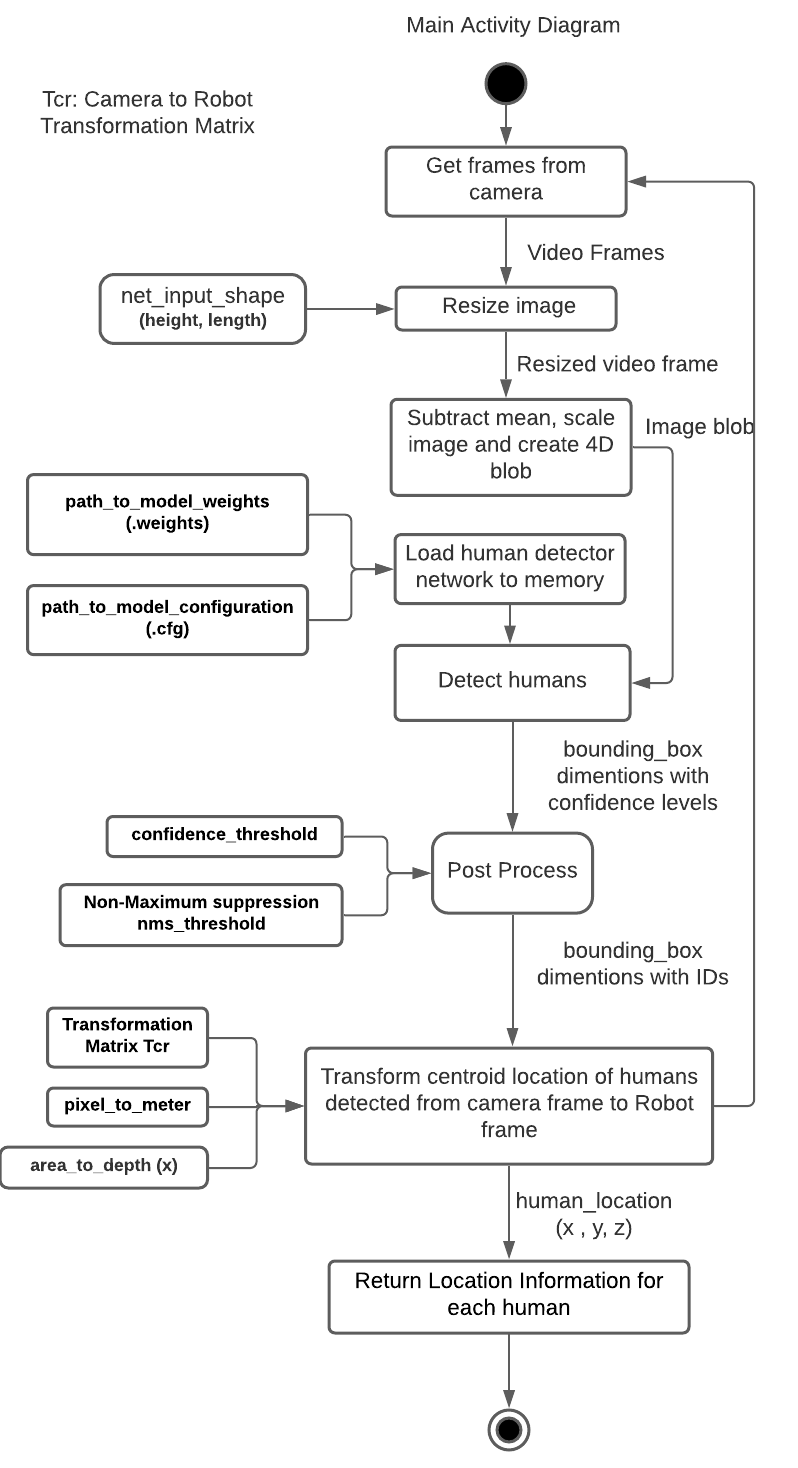 Main Activity Diagram
Tcr: Camera to Robot
Transformation Matrix
Get frames from
camera
Video Frames
net_input_shape
(height, length)
Resize image
Resized video frame
Subtract mean, scale
image and create 4D
blob
Image blob
path_to_model_weights
(.weights)
path_to_model_configuration
(.cfg)
Load human detector
network to memory
Detect humans
bounding_box
dimentions with
confidence levels
confidence_threshold
Non-Maximum suppression
nms_threshold
Post Process
bounding_box
dimentions with IDs
Transformation
Matrix Tcr
pixel_to_meter
area_to_depth (x)
Transform centroid location of humans
detected from camera frame to Robot
frame
human_location
(x , y, z)
Return Location Information for
each human